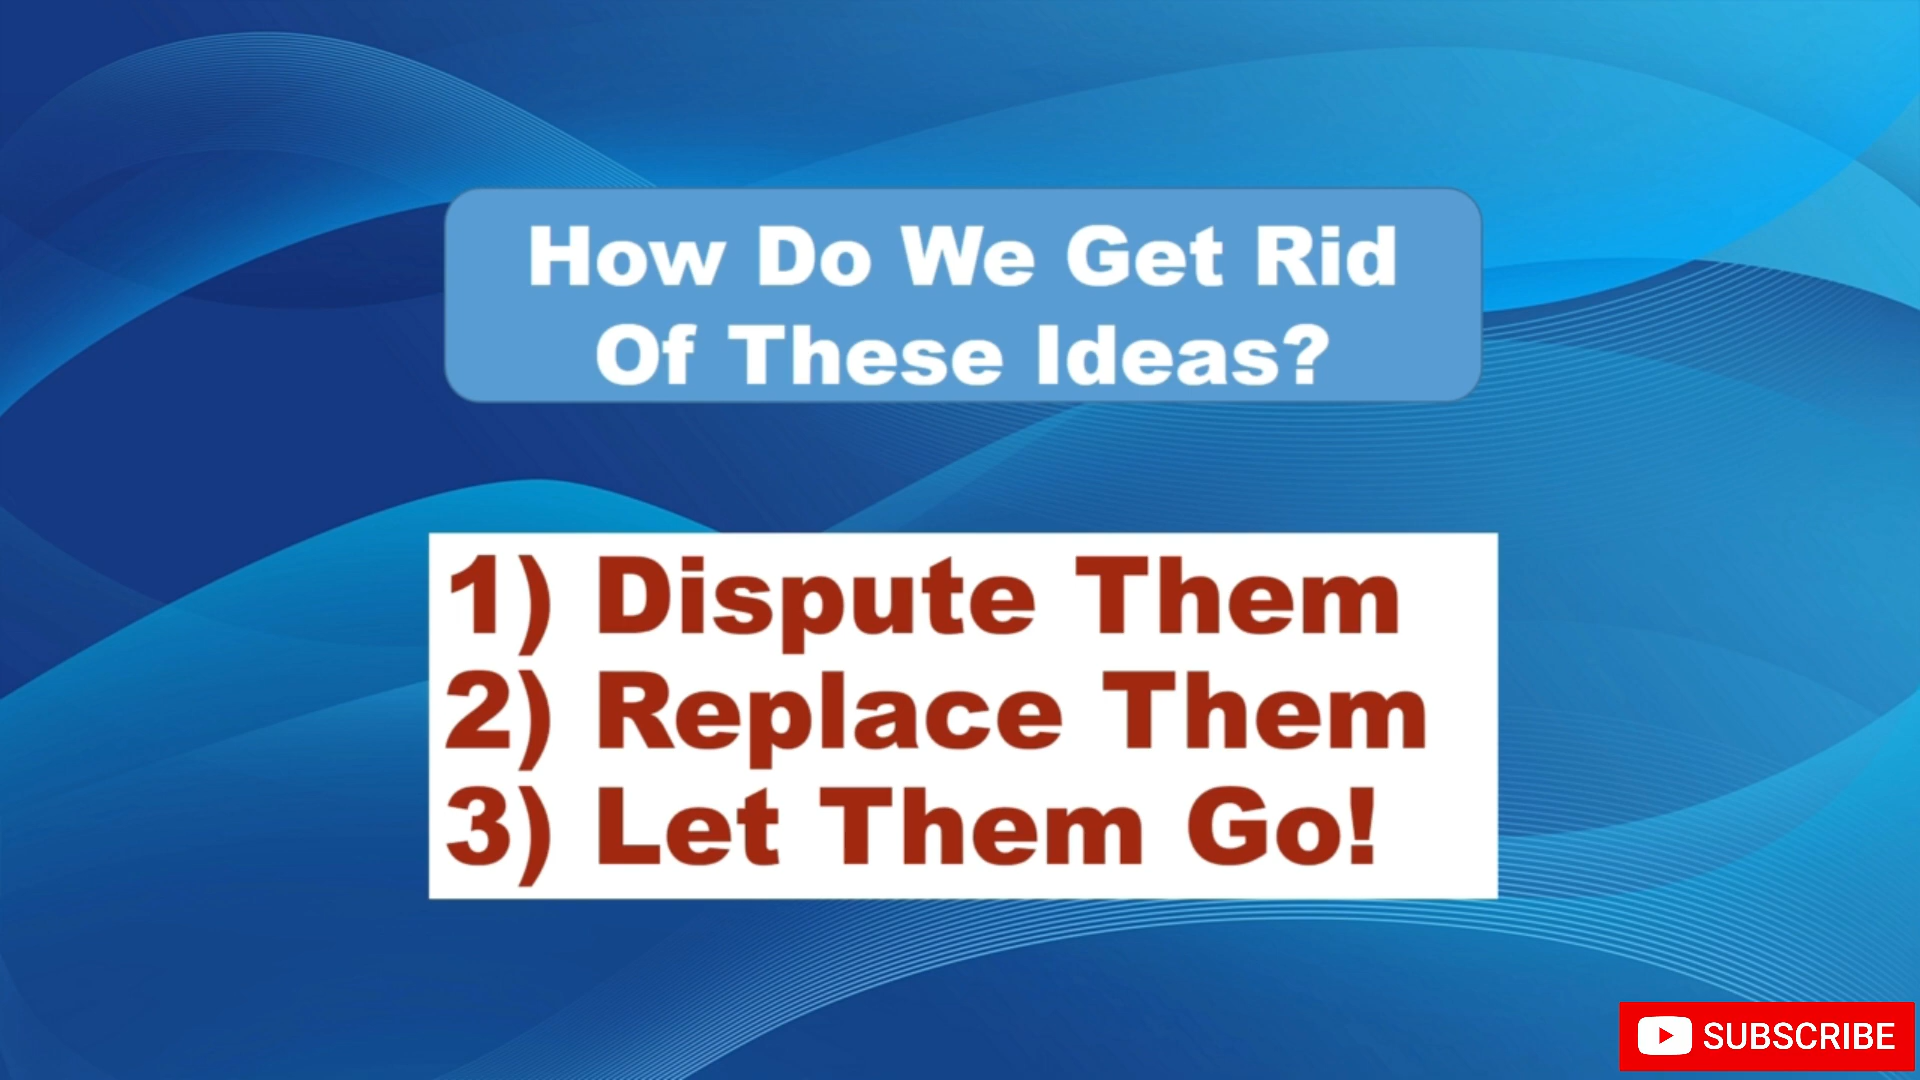 How Do We Get Rid
Of These Ideas?
1) Dispute Them
2) Replace Them
3) Let Them Go!
SUBSCRIBE